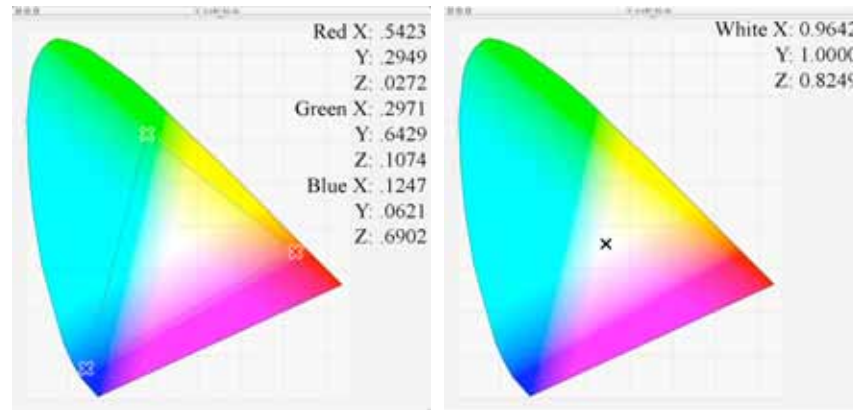 Red X: .5423
Y: .2949
Z: .0272
Green X: .2971
Y: .6429
Z: .1074
Blue X: .1247
Y: .0621
Z: .6902
White X: 0.9642
Y: 1.0000
Z: 0.8249